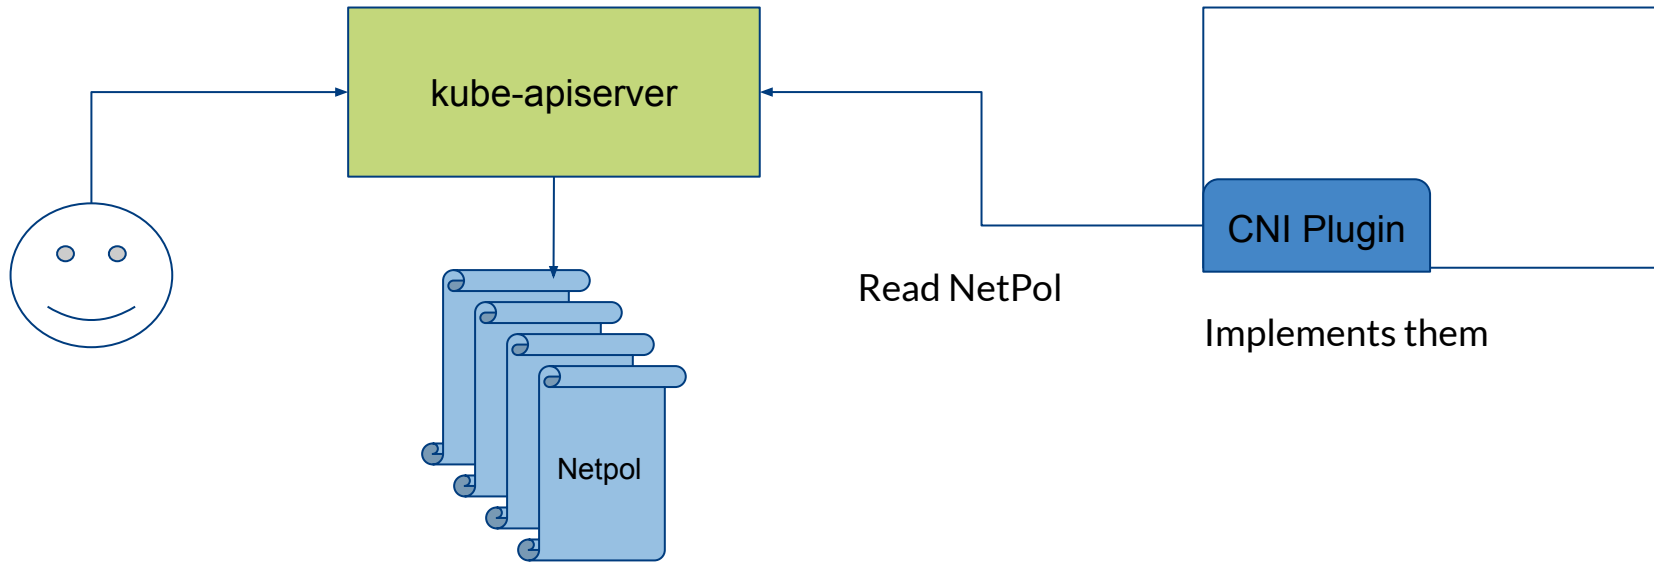 kube-apiserver
CNI Plugin
Read NetPol
Implements them
Netpol